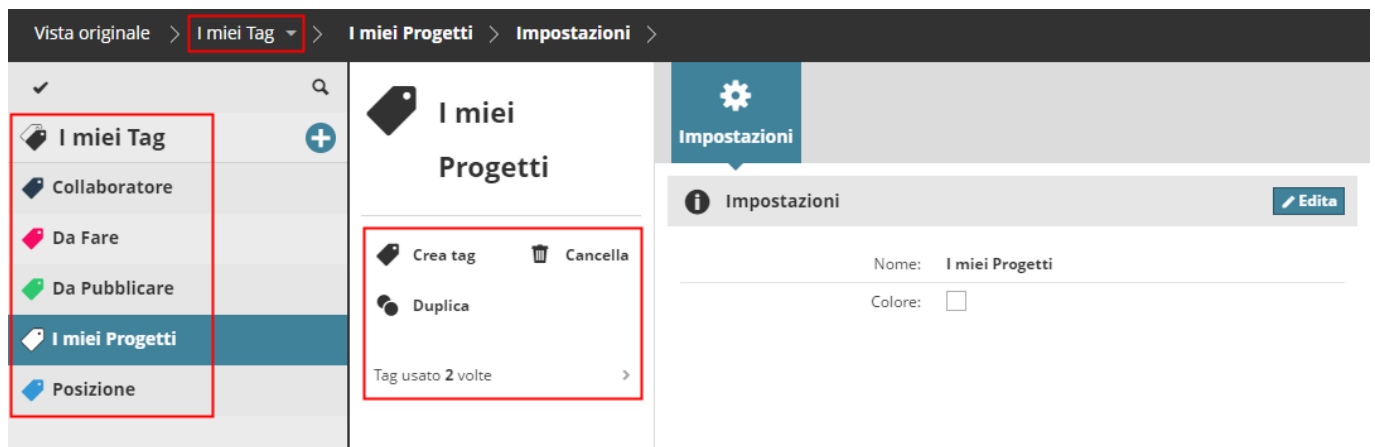 Vista originale > I miei Tag > I miei Progetti > Impostazioni >
I miei Tag
Collaboratore
Da Fare
Da Pubblicare
I miei Progetti
Posizione
I miei
Progetti
Crea tag Cancella
Duplica
Tag usato 2 volte >
Impostazioni
Impostazioni Edita
Nome: I miei Progetti
Colore: